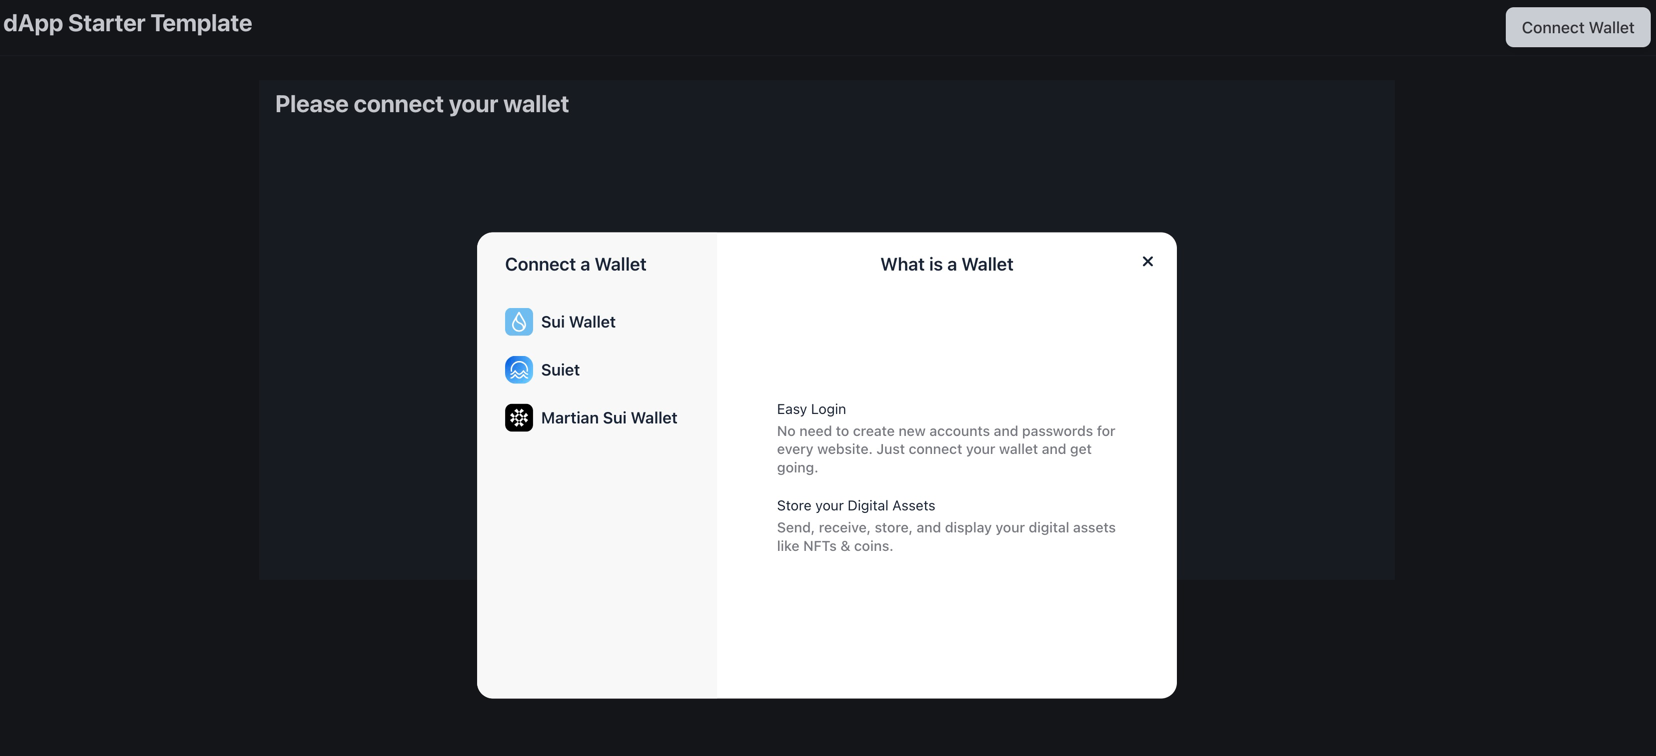 dApp Starter Template
Connect Wallet
Please connect your wallet
Connect a Wallet
Sui Wallet
Suiet
Martian Sui Wallet
What is a Wallet
Easy Login
No need to create new accounts and passwords for
every website. Just connect your wallet and get
going.
Store your Digital Assets
Send, receive, store, and display your digital assets
like NFTs & coins.